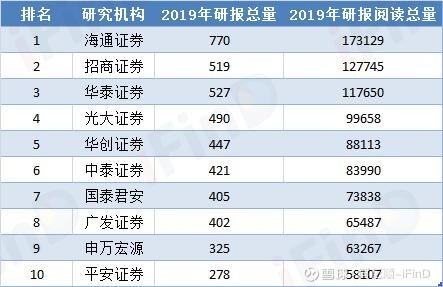 排名 研究机构 2019年研报总量 2019年研报阅读总量
1 海通证券 770 173129
2 招商证券 519 127745
3 华泰证券 527 117650
4 光大证券 490 99658
5 华创证券 447 88113
6 中泰证券 421 83990
7 国泰君安 405 73838
8 广发证券 402 65487
9 申万宏源 325 63267
10 平安证券 278 58107
iFinD